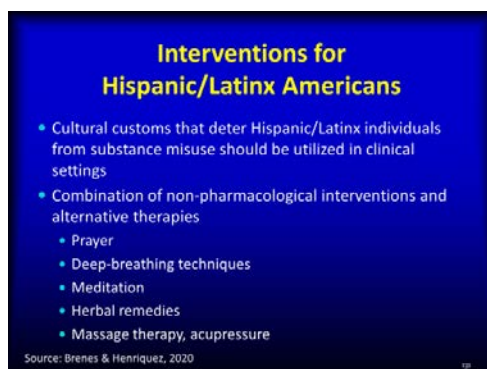 Interventions for
Hispanic/Latinx Americans
• Cultural customs that deter Hispanic/Latinx individuals
from substance misuse should be utilized in clinical
settings
• Combination of non-pharmacological interventions and
alternative therapies
• Prayer
• Deep-breathing techniques
• Meditation
• Herbal remedies
• Massage therapy, acupressure
Source: Brenes & Henriquez, 2020